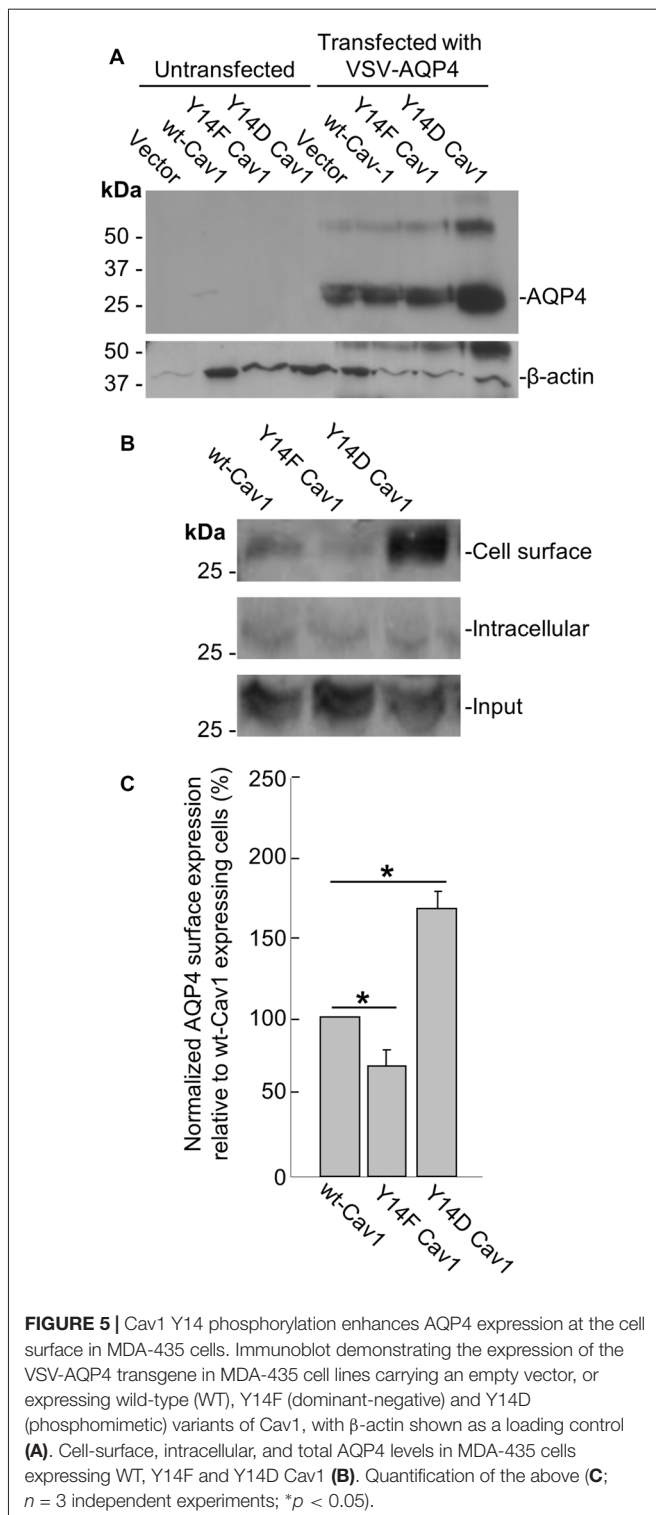 A
Untransfected
Transfected with
VSV-AQP4
Vector
wt-Cav1
Y14F Cav1
Y14D Cav1
Vector
wt-Cav-1
Y14F Cav1
Y14D Cav1
kDa
50 -
37 -
25 -
-AQP4
50 -
37 -
-β-actin
B
wt-Cav1
Y14F Cav1
Y14D Cav1
kDa
25 -
-Cell surface
25 -
-Intracellular
25 -
-Input
C
Normalized AQP4 surface expression
relative to wt-Cav1 expressing cells (%)
250
200
150
100
50
0
*
*
wt-Cav1
Y14F Cav1
Y14D Cav1
FIGURE 5 | Cav1 Y14 phosphorylation enhances AQP4 expression at the cell
surface in MDA-435 cells. Immunoblot demonstrating the expression of the
VSV-AQP4 transgene in MDA-435 cell lines carrying an empty vector, or
expressing wild-type (WT), Y14F (dominant-negative) and Y14D
(phosphomimetic) variants of Cav1, with β-actin shown as a loading control
(A). Cell-surface, intracellular, and total AQP4 levels in MDA-435 cells
expressing WT, Y14F and Y14D Cav1 (B). Quantification of the above (C;
n = 3 independent experiments; *p < 0.05).